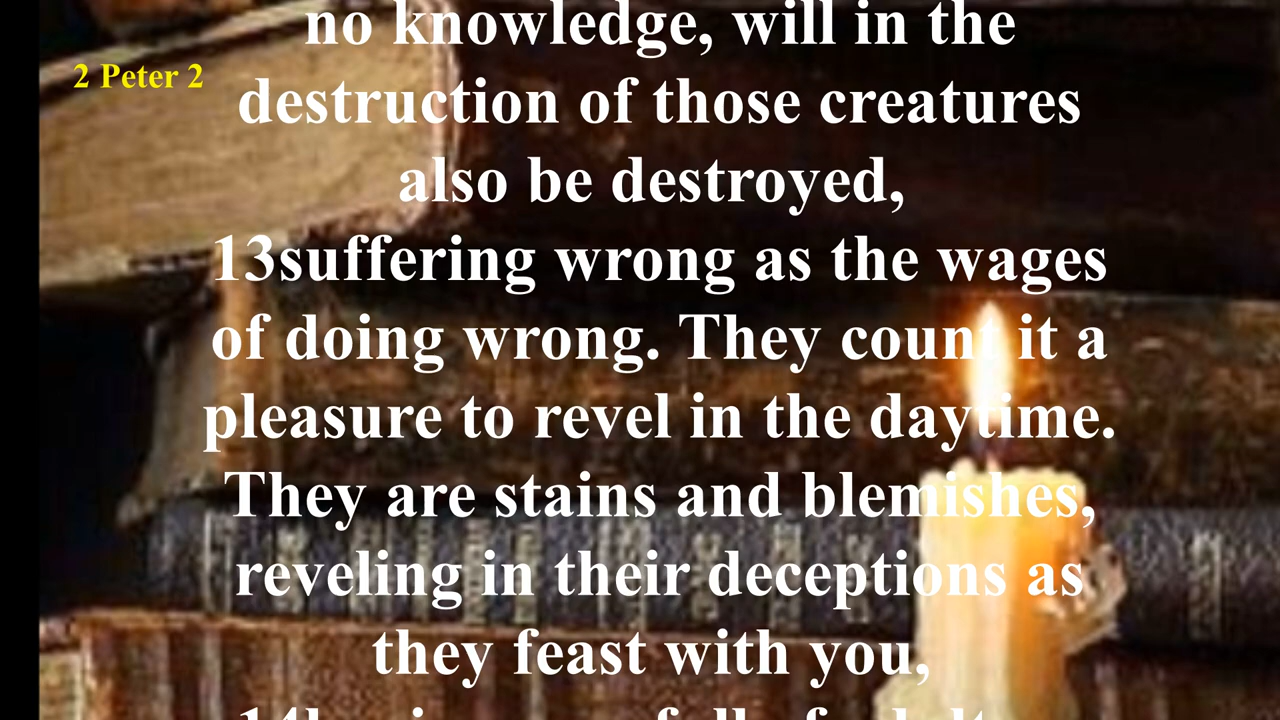 no knowledge, will in the
2 Peter 2
destruction of those creatures
also be destroyed,
13suffering wrong as the wages
of doing wrong. They count it a
pleasure to revel in the daytime.
They are stains and blemishes,
reveling in their deceptions as
they feast with you,